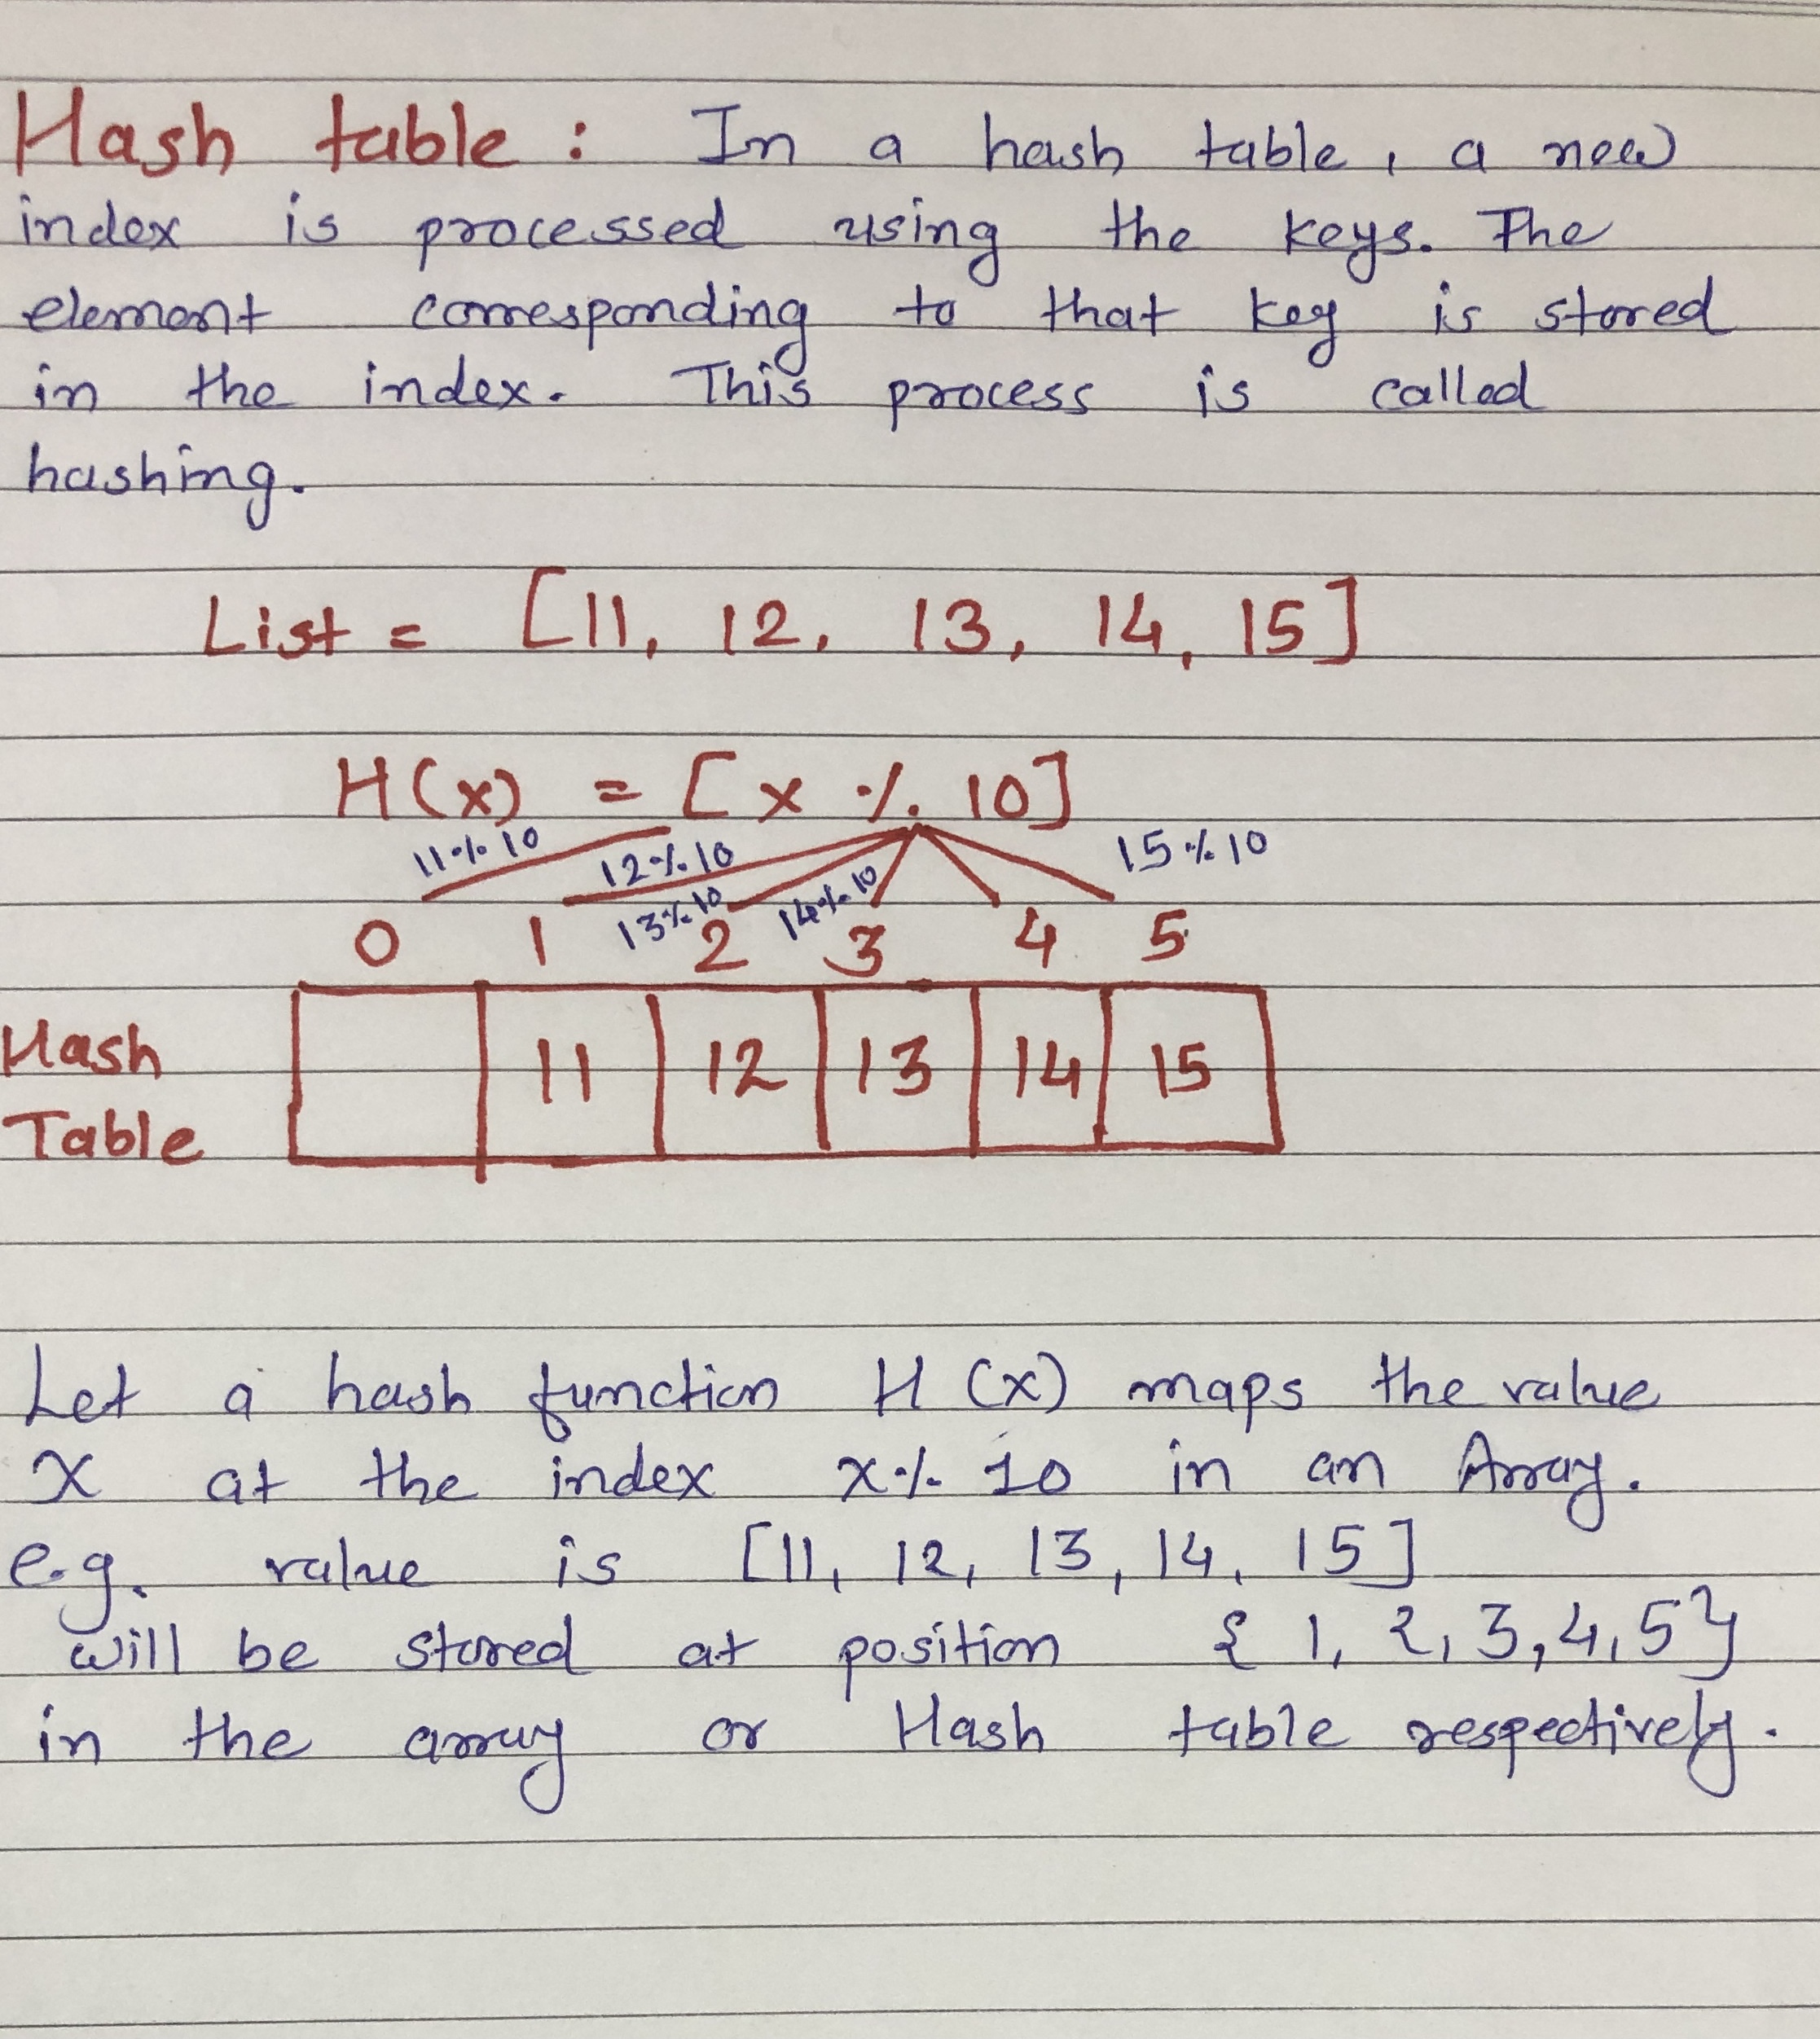 Hash table : In a hash table, a new
index is processed using the keys. The
element corresponding to that key is stored
in the index. This process is called
hashing.
List = [11, 12, 13, 14, 15]
H(x) = [x % 10]
11 % 10 12 % 10 13 % 10 14 % 10 15 % 10
0 1 2 3 4 5
Hash
Table
11 12 13 14 15
Let a hash function H (x) maps the value
x at the index x % 10 in an Array.
e.g. value is [11, 12, 13, 14, 15]
will be stored at position { 1, 2, 3, 4, 5}
in the array or Hash table respectively.